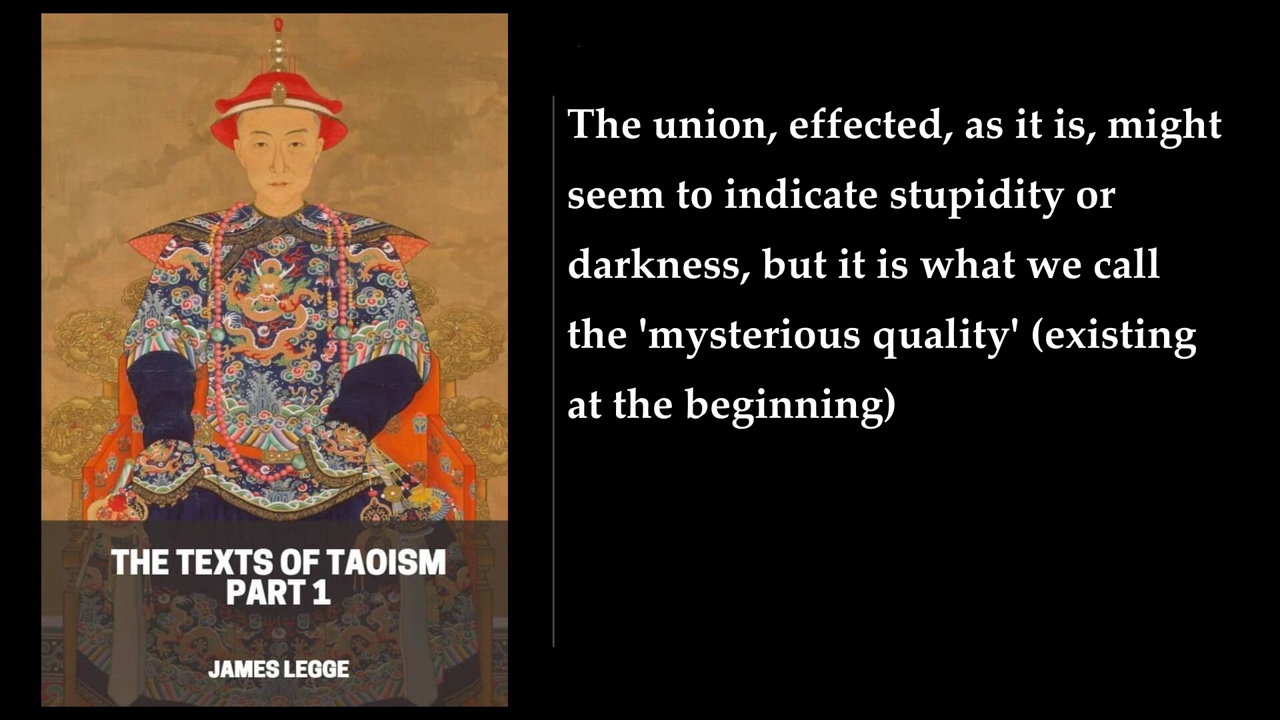 THE TEXTS OF TAOISM
PART 1
JAMES LEGGE
The union, effected, as it is, might
seem to indicate stupidity or
darkness, but it is what we call
the 'mysterious quality' (existing
at the beginning)